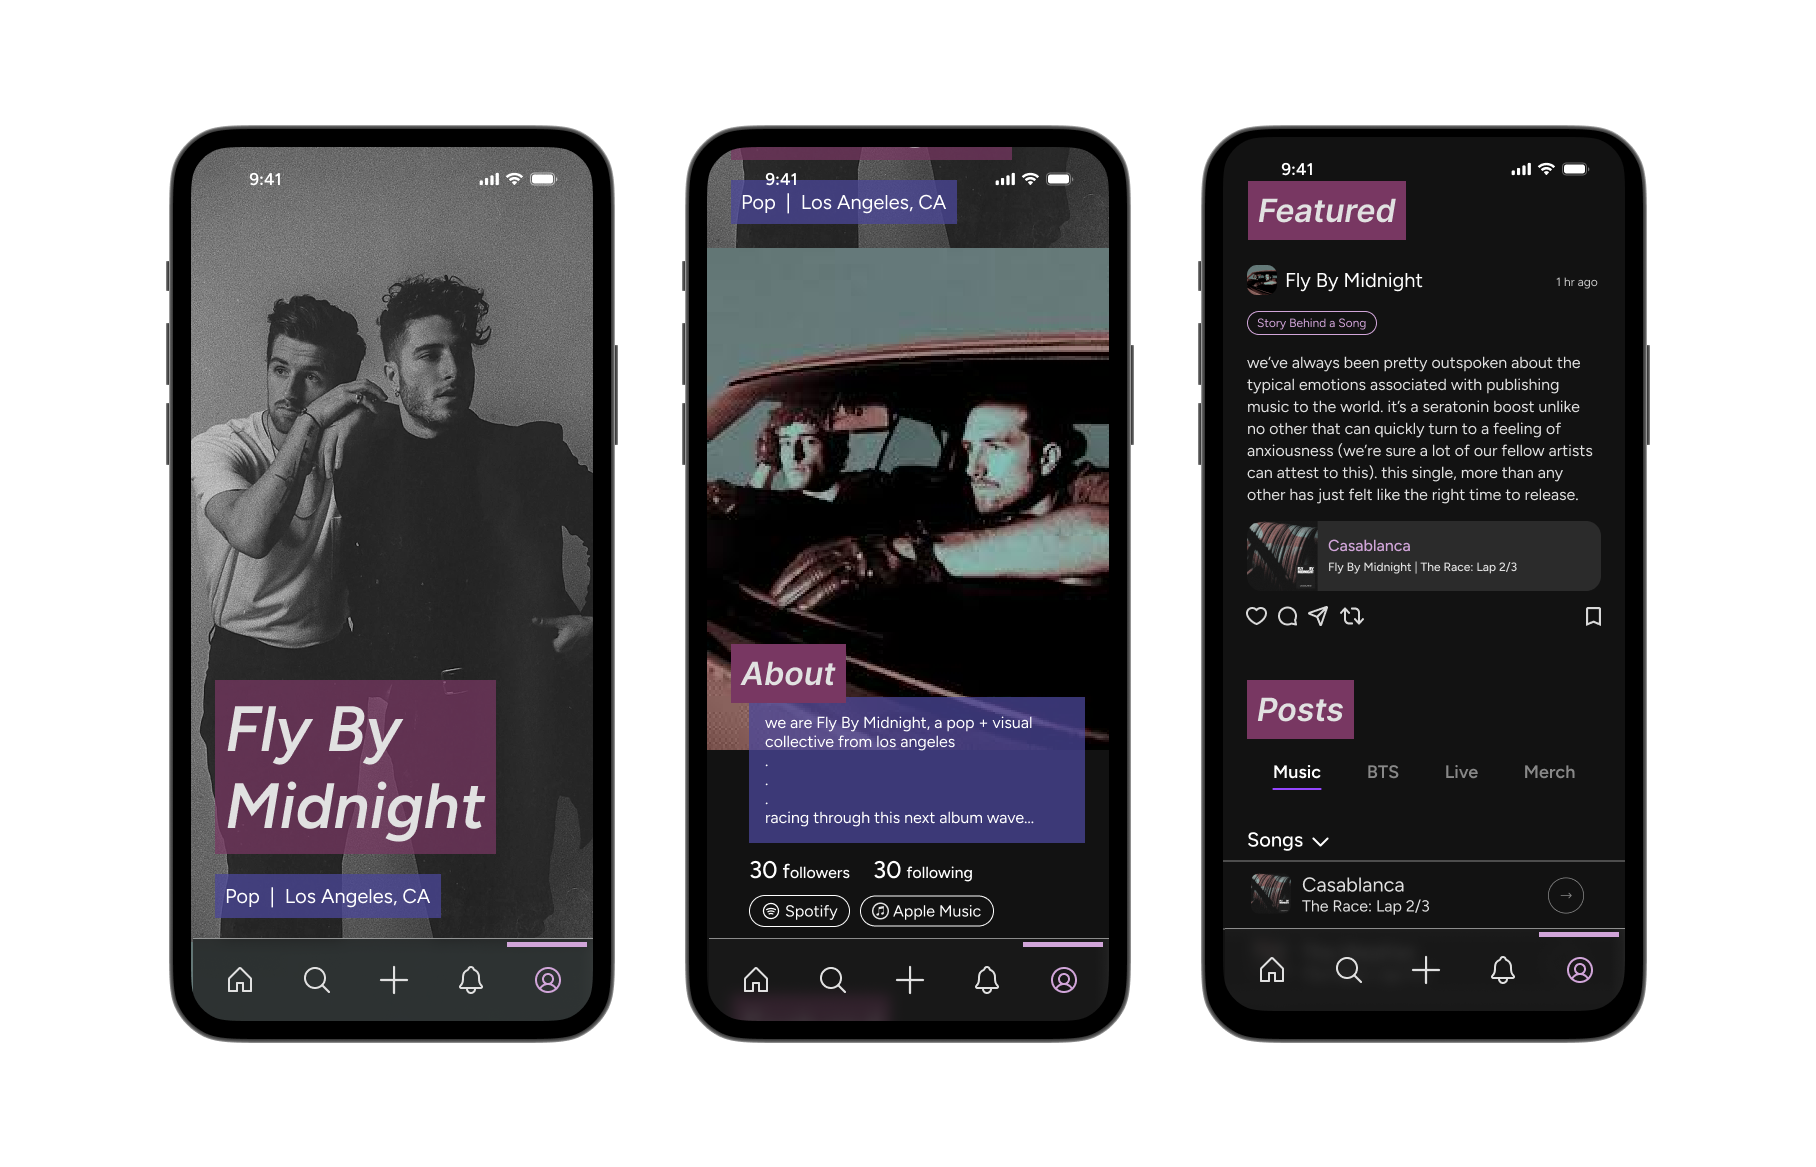 9:41
Fly By
Midnight
Pop | Los Angeles, CA
9:41
Pop | Los Angeles, CA
About
we are Fly By Midnight, a pop + visual
collective from los angeles
.
.
.
racing through this next album wave...
30 followers 30 following
Spotify Apple Music
9:41
Featured
Fly By Midnight 1 hr ago
Story Behind a Song
we've always been pretty outspoken about the
typical emotions associated with publishing
music to the world. it's a seratonin boost unlike
no other that can quickly turn to a feeling of
anxiousness (we're sure a lot of our fellow artists
can attest to this). this single, more than any
other has just felt like the right time to release.
Casablanca
Fly By Midnight | The Race: Lap 2/3
Posts
Music BTS Live Merch
Songs
Casablanca
The Race: Lap 2/3